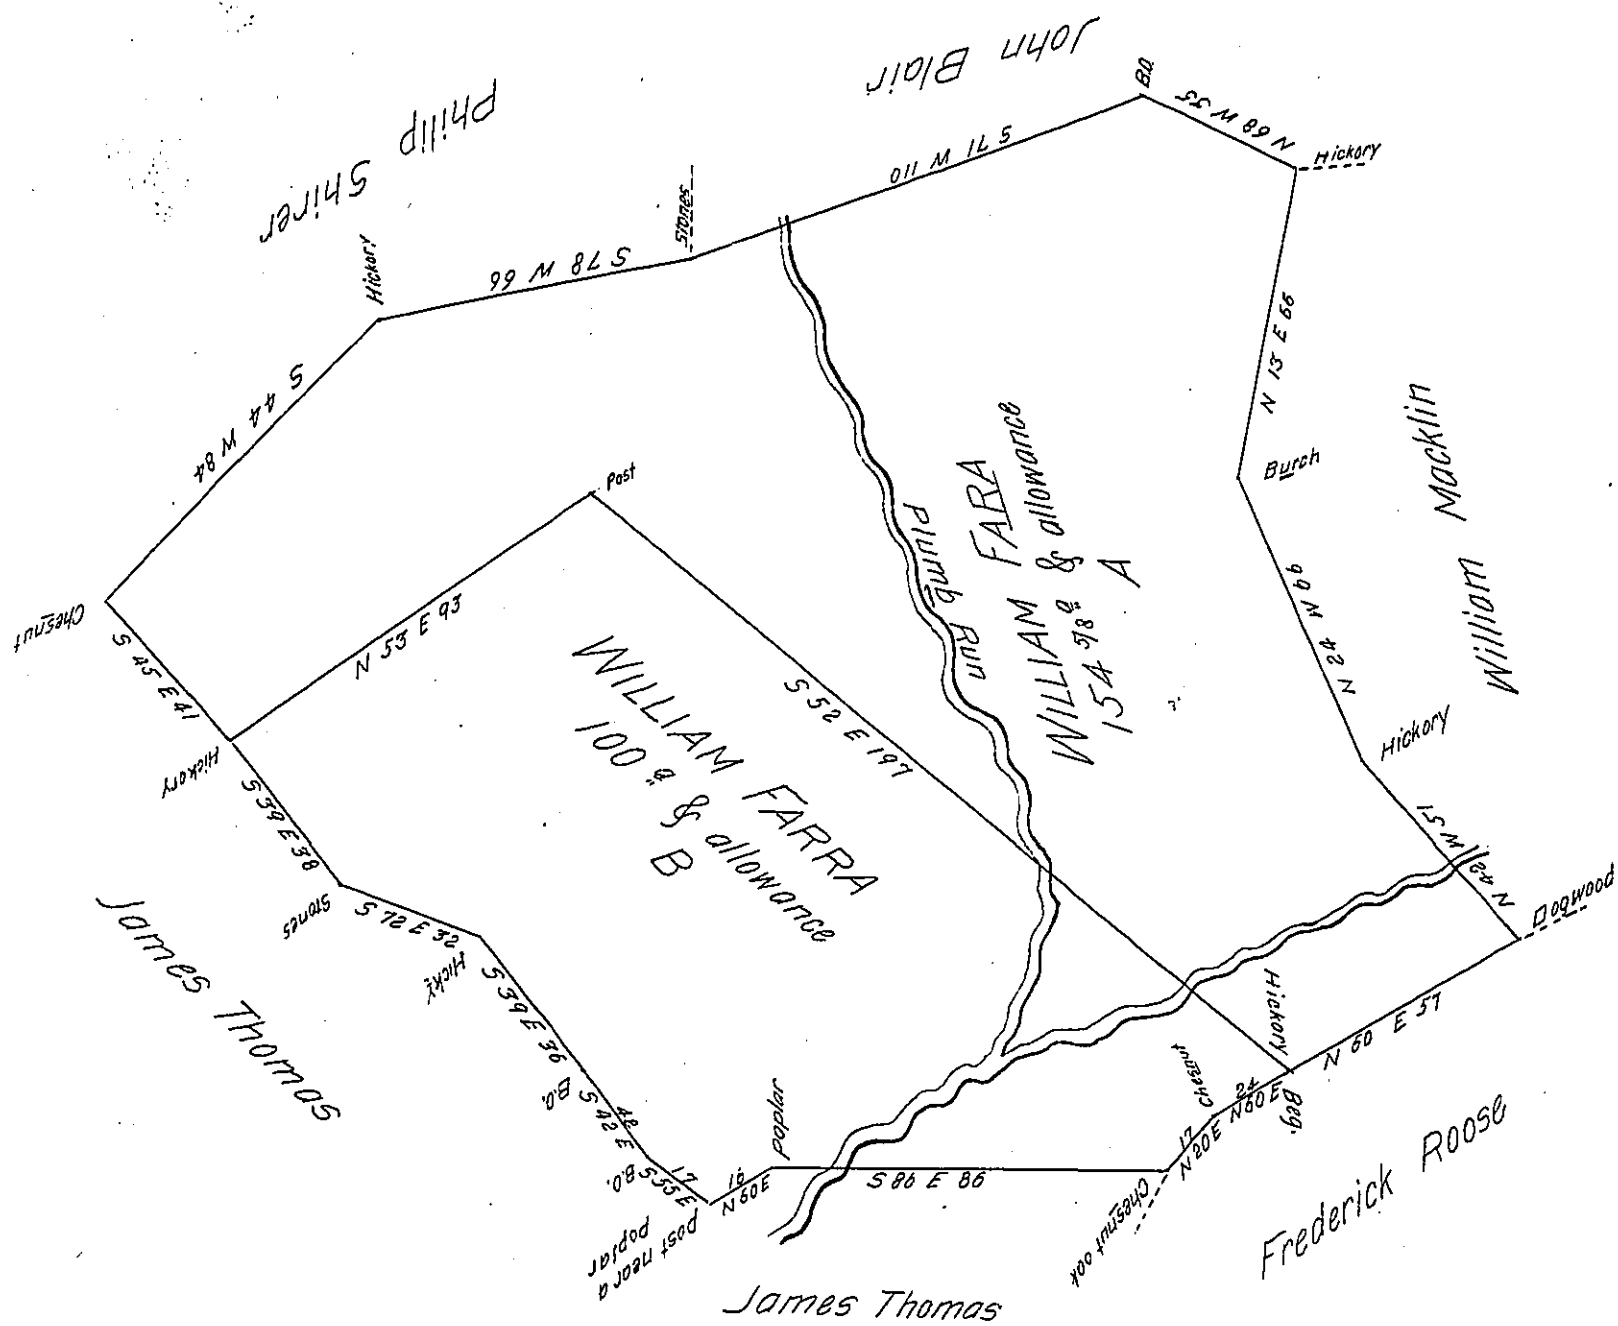 John Blair
Philip Shirer
B.O.
N 68 W 35
Hickory
S 71 W 110
Stones
S 78 W 66
Hickory
S 44 W 84
N 13 E 66
Burch
William Macklin
N 24 W 66
Hickory
N 42 W 51
Dogwood
WILLIAM FARA
154 5/8 a & allowance
A
Plumb Run
Post
N 53 E 93
S 52 E 197
WILLIAM FARRA
100 a & allowance
B
Chesnut
S 45 E 41
Hickory
S 39 E 38
Stones
S 72 E 32
Hicky
S 39 E 36
B.O.
S 42 E 42
B.O.
S 55 E 17
post near a
poplar
N 60 E 16
poplar
S 86 E 86
Chesnut oak
N 20 E 17
Chesnut
N 60 E 24
Hickory
Beg.
N 60 E 57
James Thomas
James Thomas
Frederick Roose